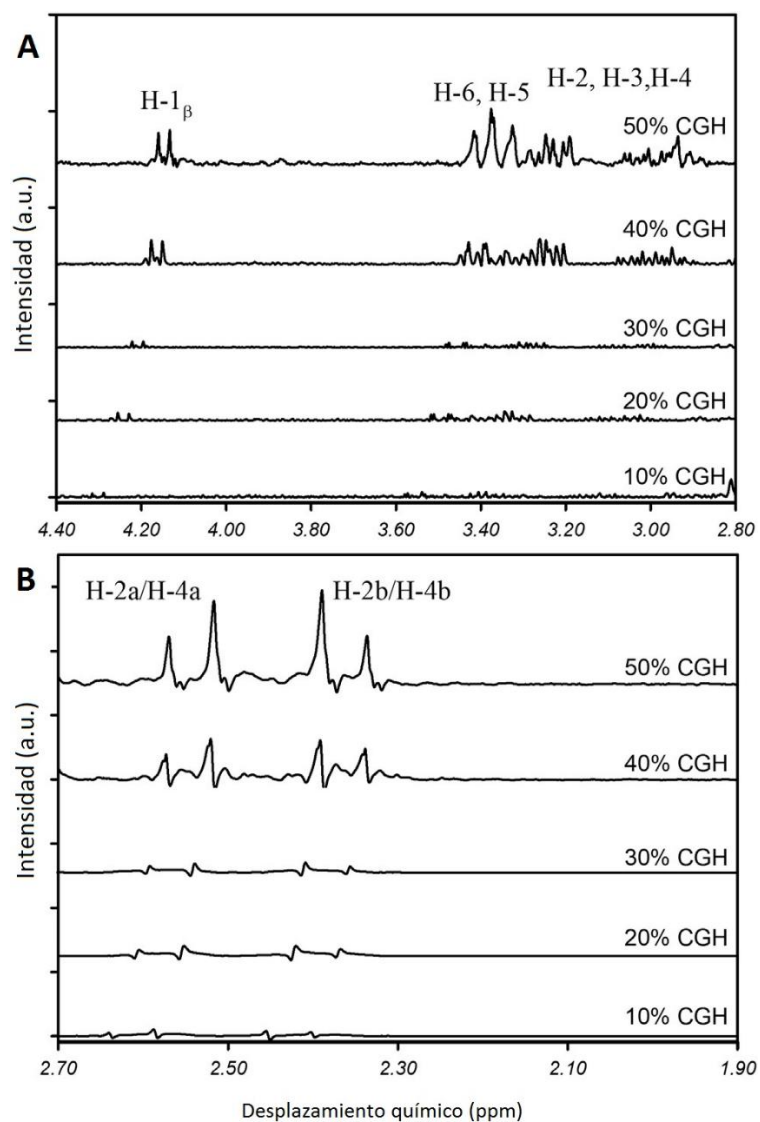 A
H-1β
H-6, H-5
H-2, H-3,H-4
50% CGH
40% CGH
30% CGH
20% CGH
10% CGH
Intensidad (a.u.)
4.40 4.20 4.00 3.80 3.60 3.40 3.20 3.00 2.80
B
H-2a/H-4a
H-2b/H-4b
50% CGH
40% CGH
30% CGH
20% CGH
10% CGH
Intensidad (a.u.)
2.70 2.50 2.30 2.10 1.90
Desplazamiento químico (ppm)